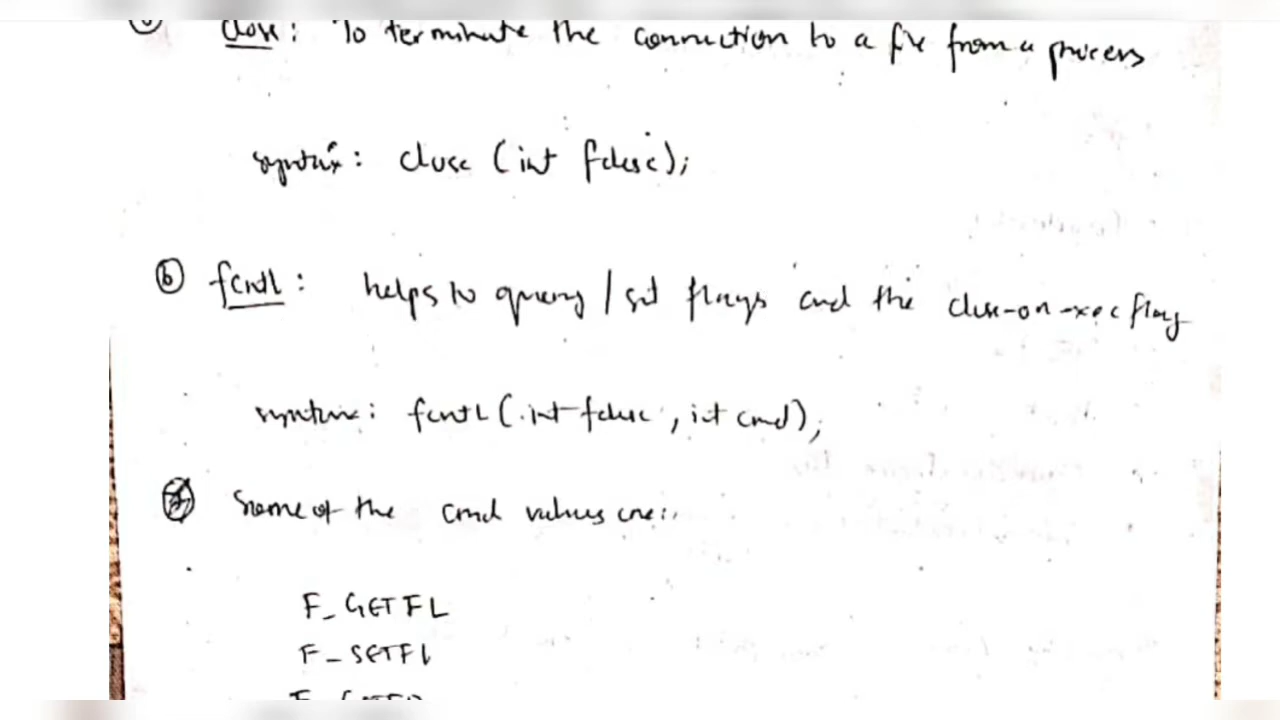 close: To terminate the connection to a file from a process
syntax: close (int fdesc);
⑥ fcntl: helps to query / set flags and the close-on-exec flag
syntax: fcntl (int fdesc, int cmd);
Some of the cmd values are:
F_GETFL
F_SETFL